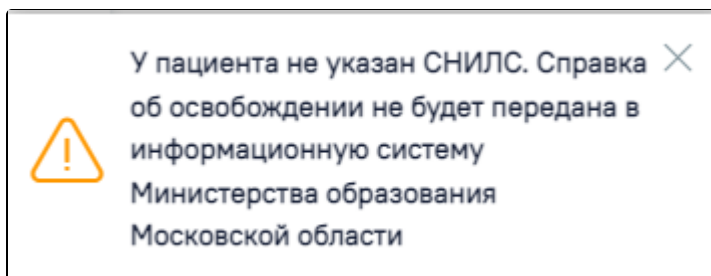 У пациента не указан СНИЛС. Справка
об освобождении не будет передана в
информационную систему
Министерства образования
Московской области